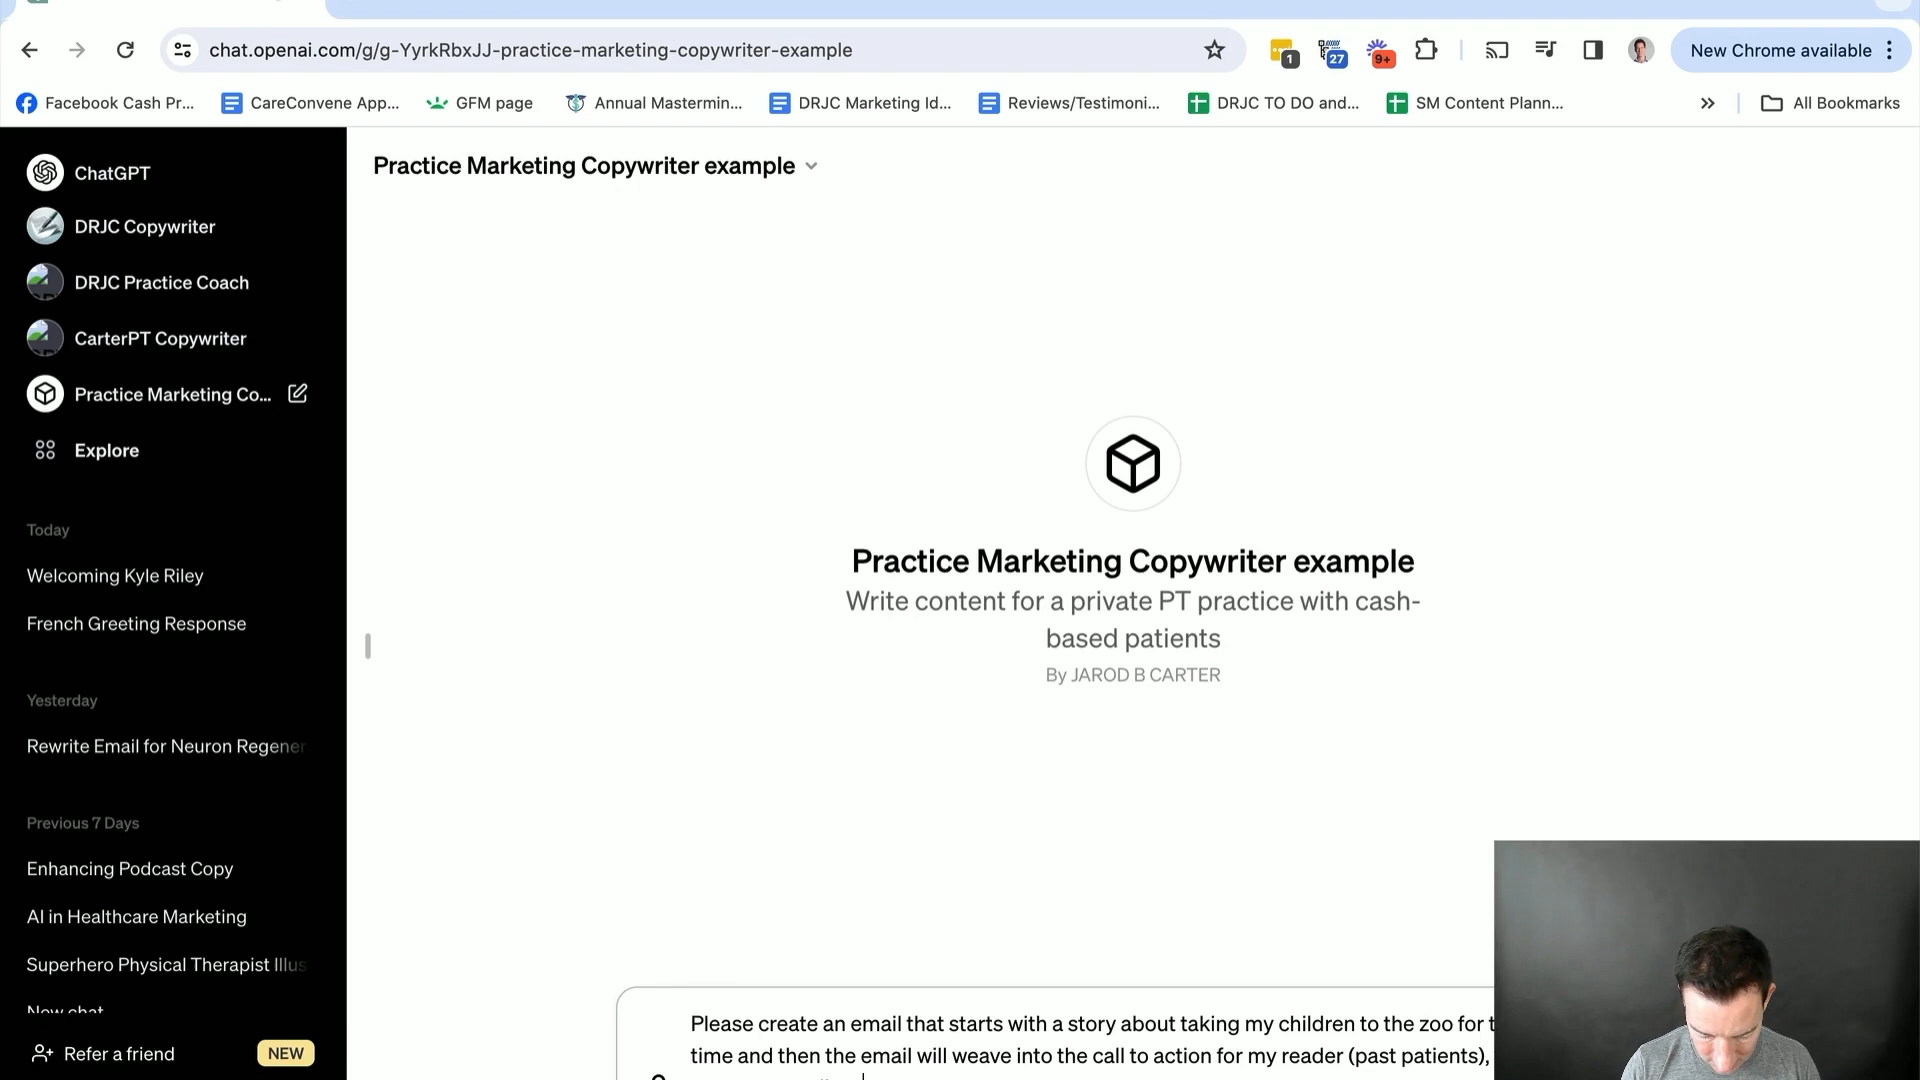 chat.openai.com/g/g-YyrkRbxJJ-practice-marketing-copywriter-example
1
27
9+
New Chrome available
Facebook Cash Pr...
CareConvene App...
GFM page
Annual Mastermin...
DRJC Marketing Id...
Reviews/Testimoni...
DRJC TO DO and...
SM Content Plann...
All Bookmarks
ChatGPT
DRJC Copywriter
DRJC Practice Coach
CarterPT Copywriter
Practice Marketing Co...
Explore
Today
Welcoming Kyle Riley
French Greeting Response
Yesterday
Rewrite Email for Neuron Regener
Previous 7 Days
Enhancing Podcast Copy
AI in Healthcare Marketing
Superhero Physical Therapist Illus
New chat
Refer a friend
NEW
Practice Marketing Copywriter example
Practice Marketing Copywriter example
Write content for a private PT practice with cash-
based patients
By JAROD B CARTER
Please create an email that starts with a story about taking my children to the zoo for t
time and then the email will weave into the call to action for my reader (past patients),